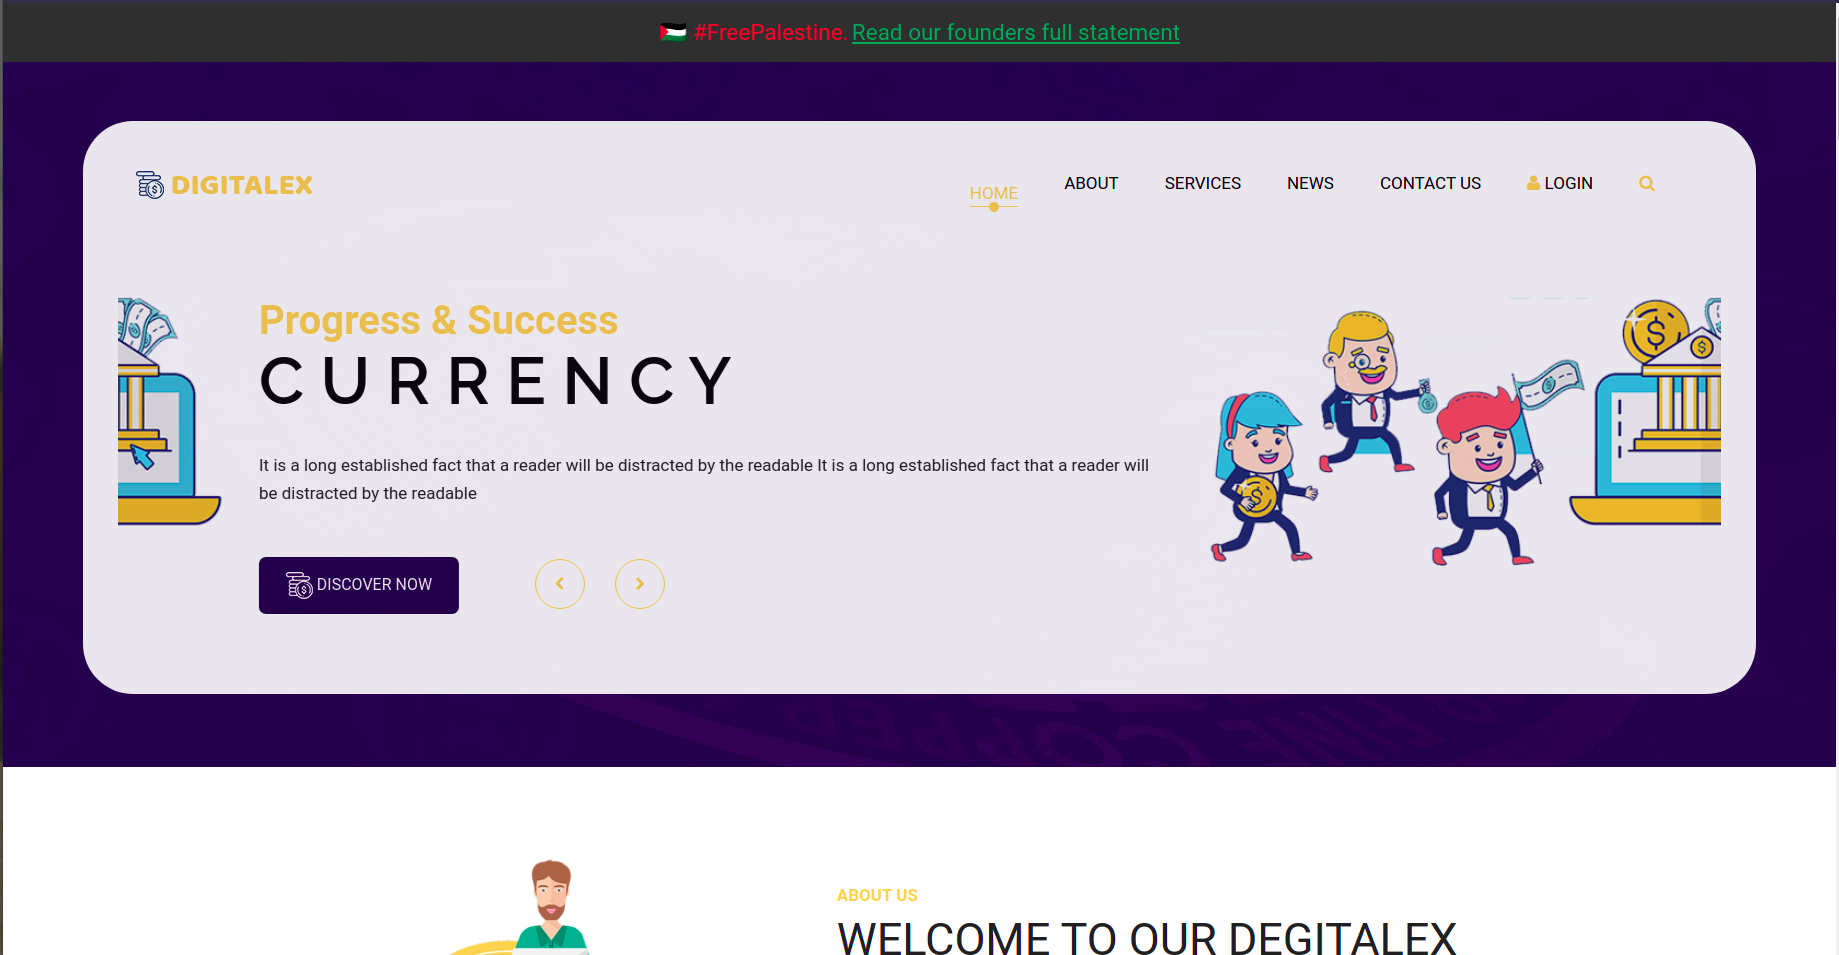 🇵🇸 #FreePalestine. Read our founders full statement
DIGITALEX
HOME
ABOUT
SERVICES
NEWS
CONTACT US
LOGIN
Progress & Success
CURRENCY
It is a long established fact that a reader will be distracted by the readable It is a long established fact that a reader will
be distracted by the readable
DISCOVER NOW
FINE COPPER
ABOUT US
WELCOME TO OUR DEGITALEX